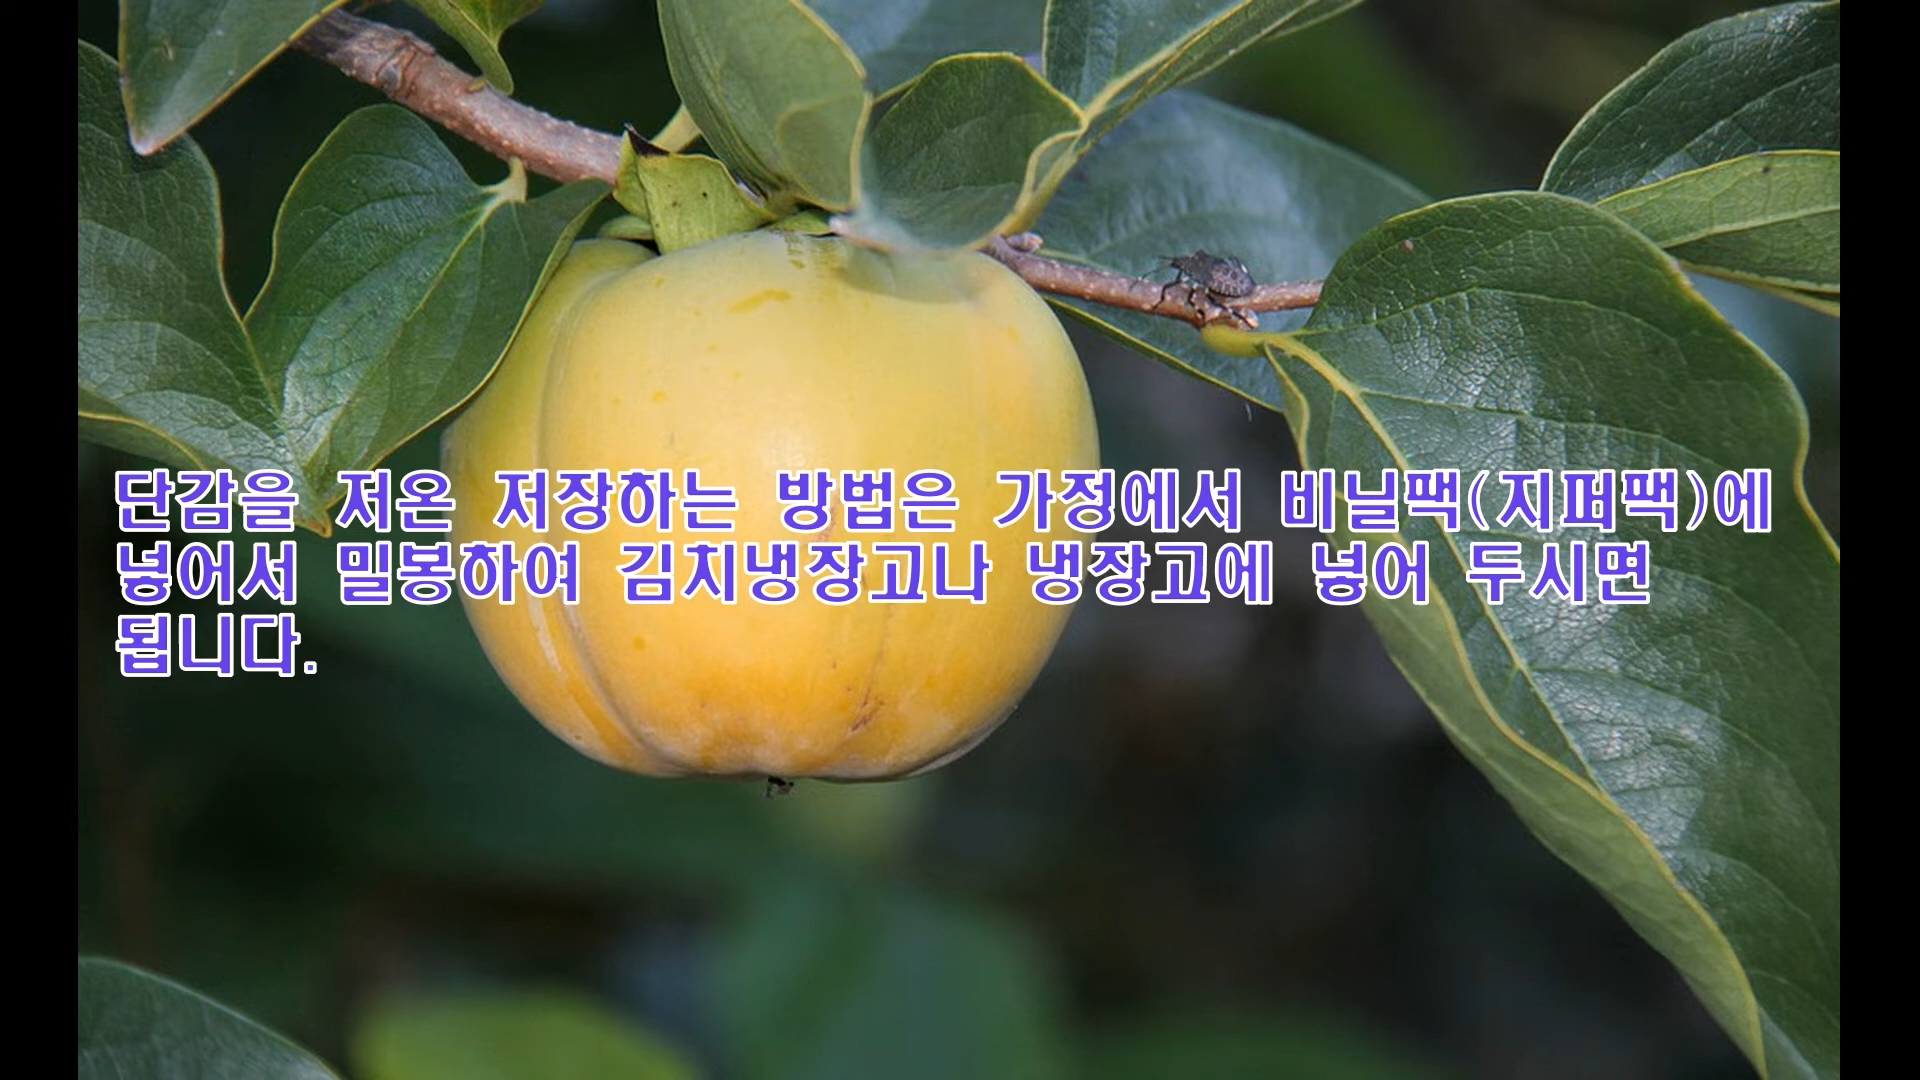 단감을 저온 저장하는 방법은 가정에서 비닐팩(지퍼팩)에
넣어서 밀봉하여 김치냉장고나 냉장고에 넣어 두시면
됩니다.